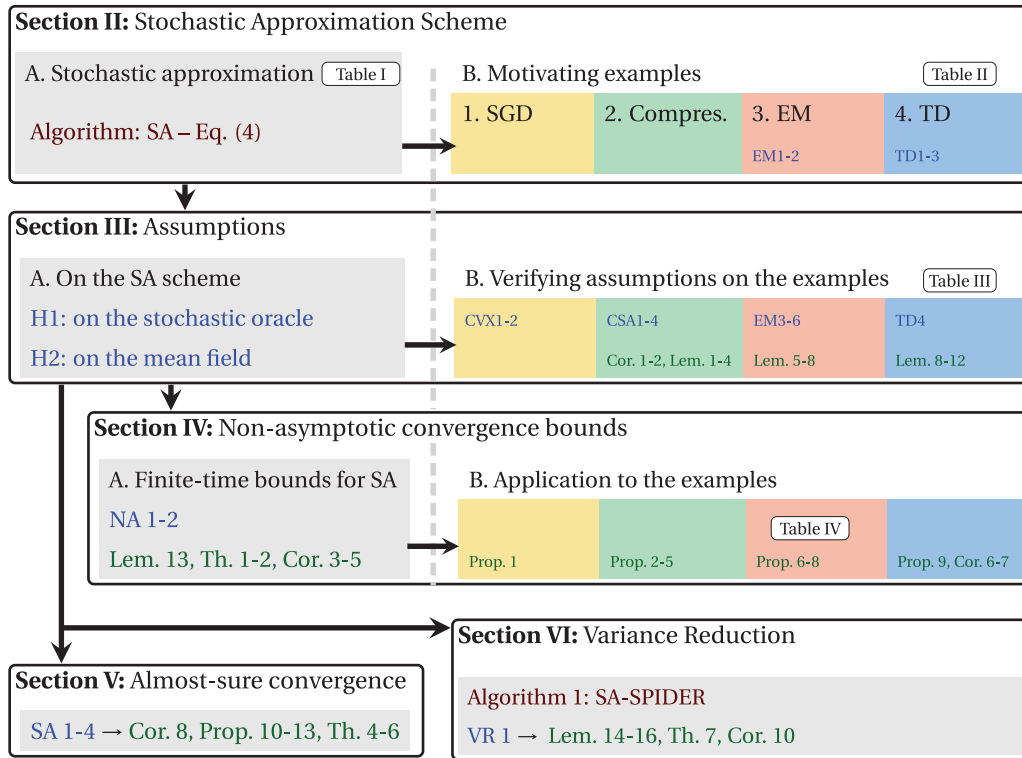 Section II: Stochastic Approximation Scheme
A. Stochastic approximation
Table I
Algorithm: SA – Eq. (4)
B. Motivating examples
Table II
1. SGD
2. Compres.
3. EM
4. TD
EM1-2
TD1-3
Section III: Assumptions
A. On the SA scheme
H1: on the stochastic oracle
H2: on the mean field
B. Verifying assumptions on the examples
Table III
CVX1-2
CSA1-4
EM3-6
TD4
Cor. 1-2, Lem. 1-4
Lem. 5-8
Lem. 8-12
Section IV: Non-asymptotic convergence bounds
A. Finite-time bounds for SA
NA 1-2
Lem. 13, Th. 1-2, Cor. 3-5
B. Application to the examples
Table IV
Prop. 1
Prop. 2-5
Prop. 6-8
Prop. 9, Cor. 6-7
Section V: Almost-sure convergence
SA 1-4 → Cor. 8, Prop. 10-13, Th. 4-6
Section VI: Variance Reduction
Algorithm 1: SA-SPIDER
VR 1 → Lem. 14-16, Th. 7, Cor. 10